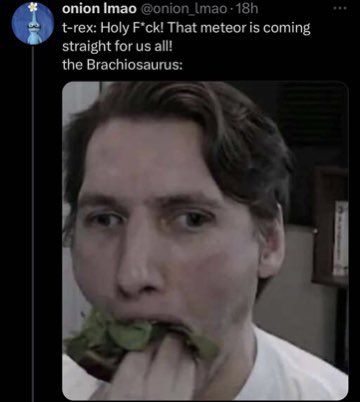 onion lmao @onion_lmao · 18h
t-rex: Holy F*ck! That meteor is coming
straight for us all!
the Brachiosaurus: